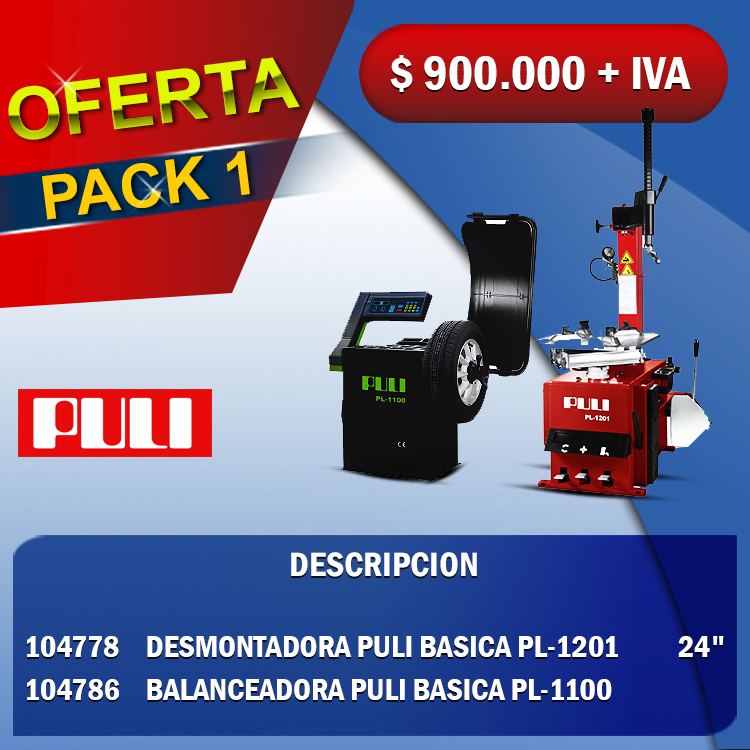 OFERTA
PACK 1
$ 900.000 + IVA
PULI
PL-1100
CE
PULI
PL-1201
PULI
DESCRIPCION
104778 DESMONTADORA PULI BASICA PL-1201 24"
104786 BALANCEADORA PULI BASICA PL-1100